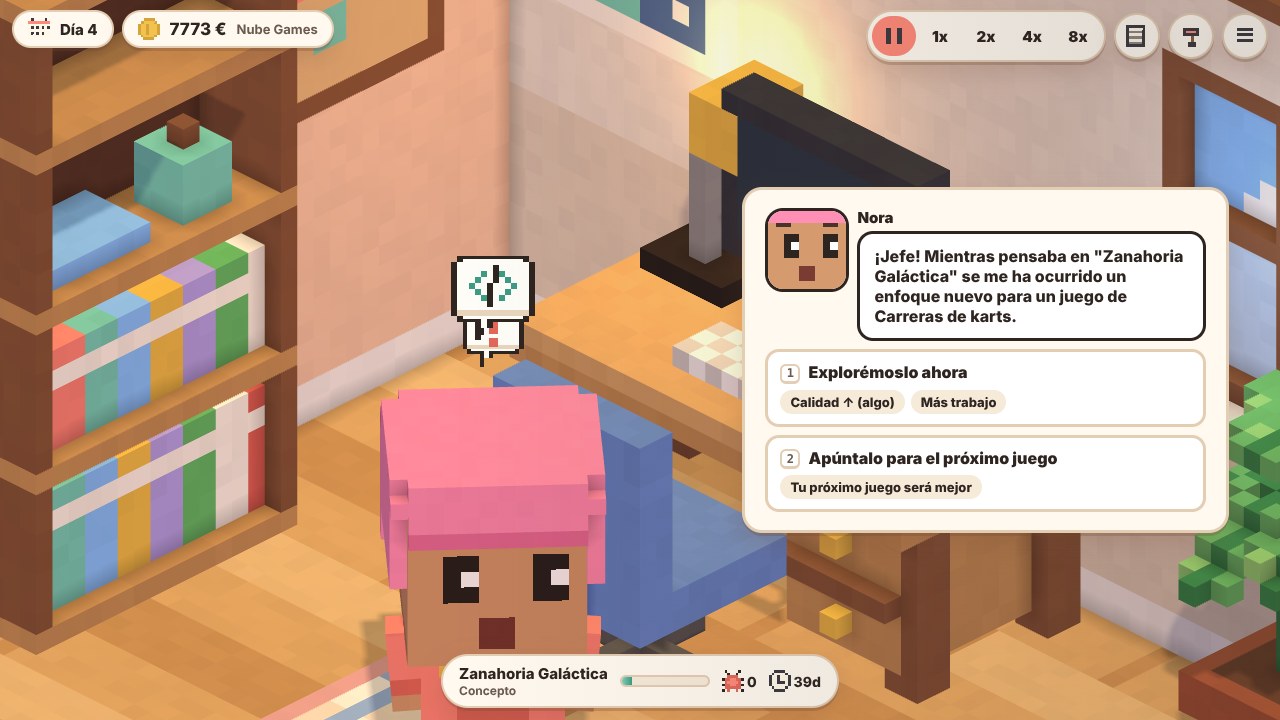 Día 4
7773 € Nube Games
1x 2x 4x 8x
Nora
¡Jefe! Mientras pensaba en "Zanahoria
Galáctica" se me ha ocurrido un
enfoque nuevo para un juego de
Carreras de karts.
1 Explorémoslo ahora
Calidad ↑ (algo) Más trabajo
2 Apúntalo para el próximo juego
Tu próximo juego será mejor
Zanahoria Galáctica
Concepto
0 39d